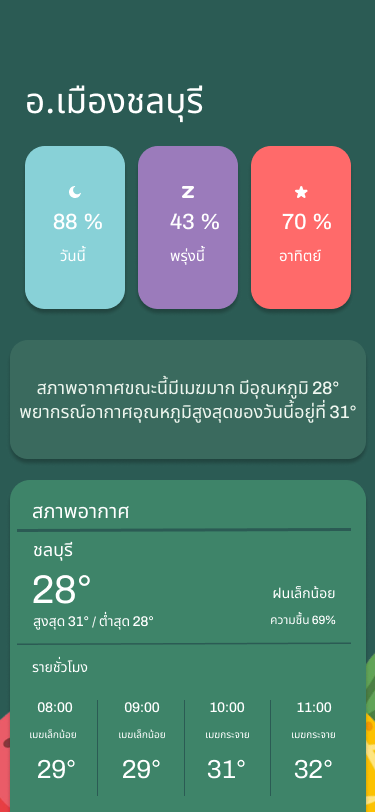 อ.เมืองชลบุรี
88 % 43 % 70 %
วันนี้ พรุ่งนี้ อาทิตย์
สภาพอากาศขณะนี้มีเมฆมาก มีอุณหภูมิ 28°
พยากรณ์อากาศอุณหภูมิสูงสุดของวันนี้อยู่ที่ 31°
สภาพอากาศ
ชลบุรี
28° ฝนเล็กน้อย
สูงสุด 31° / ต่ำสุด 28° ความชื้น 69%
รายชั่วโมง
08:00 09:00 10:00 11:00
เมฆเล็กน้อย เมฆเล็กน้อย เมฆกระจาย เมฆกระจาย
29° 29° 31° 32°